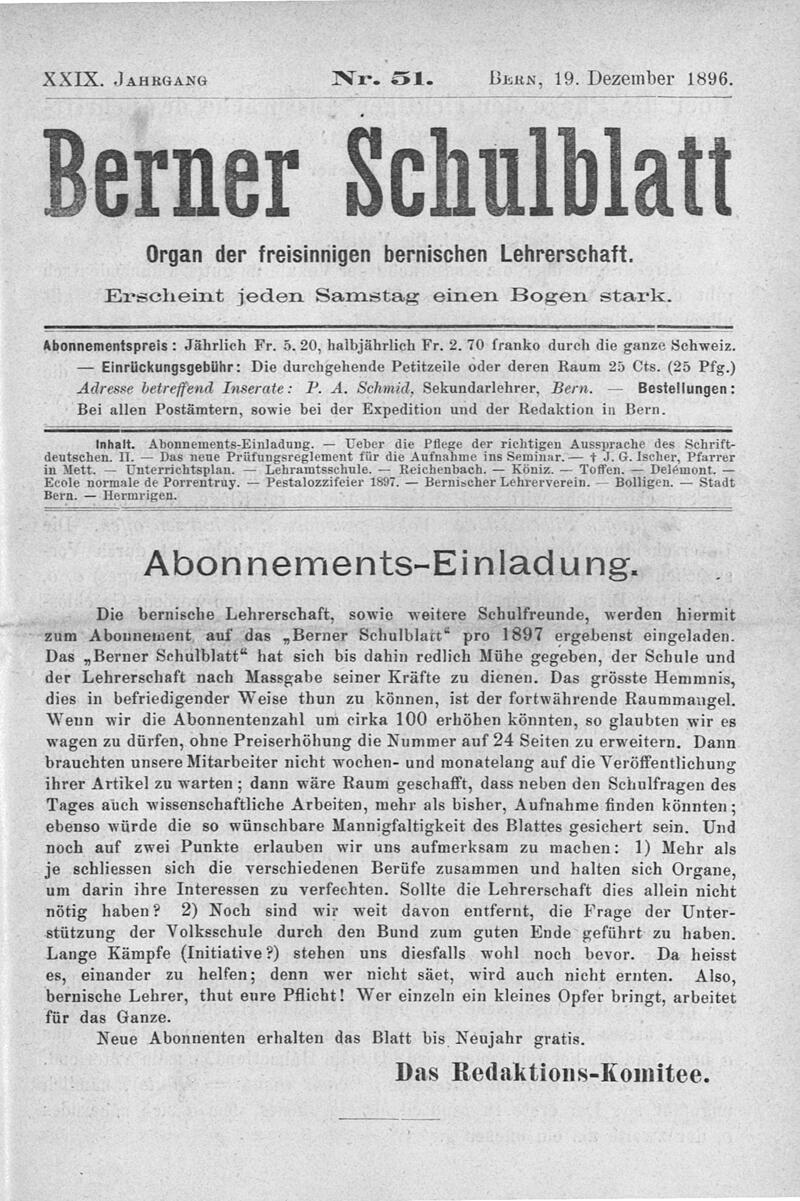 XXIX. JAHRGANG Nr. 51. BERN, 19. Dezember 1896.
Berner Schulblatt
Organ der freisinnigen bernischen Lehrerschaft.
Erscheint jeden Samstag einen Bogen stark.
Abonnementspreis: Jährlich Fr. 5. 20, halbjährlich Fr. 2. 70 franko durch die ganze Schweiz.
— Einrückungsgebühr: Die durchgehende Petitzeile oder deren Raum 25 Cts. (25 Pfg.)
Adresse betreffend Inserate: P. A. Schmid, Sekundarlehrer, Bern. — Bestellungen:
Bei allen Postämtern, sowie bei der Expedition und der Redaktion in Bern.
Inhalt. Abonnements-Einladung. — Ueber die Pflege der richtigen Aussprache des Schrift-
deutschen. II. — Das neue Prüfungsreglement für die Aufnahme ins Seminar. — † J. G. Ischer, Pfarrer
in Mett. — Unterrichtsplan. — Lehramtsschule. — Reichenbach. — Köniz. — Toffen. — Delémont. —
Ecole normale de Porrentruy. — Pestalozzifeier 1897. — Bernischer Lehrerverein. — Bolligen. — Stadt
Bern. — Hermrigen.
Abonnements-Einladung.
Die bernische Lehrerschaft, sowie weitere Schulfreunde, werden hiermit
zum Abonnement auf das „Berner Schulblatt“ pro 1897 ergebenst eingeladen.
Das „Berner Schulblatt“ hat sich bis dahin redlich Mühe gegeben, der Schule und
der Lehrerschaft nach Massgabe seiner Kräfte zu dienen. Das grösste Hemmnis,
dies in befriedigender Weise thun zu können, ist der fortwährende Raummangel.
Wenn wir die Abonnentenzahl um cirka 100 erhöhen könnten, so glaubten wir es
wagen zu dürfen, ohne Preiserhöhung die Nummer auf 24 Seiten zu erweitern. Dann
brauchten unsere Mitarbeiter nicht wochen- und monatelang auf die Veröffentlichung
ihrer Artikel zu warten; dann wäre Raum geschafft, dass neben den Schulfragen des
Tages auch wissenschaftliche Arbeiten, mehr als bisher, Aufnahme finden könnten;
ebenso würde die so wünschbare Mannigfaltigkeit des Blattes gesichert sein. Und
noch auf zwei Punkte erlauben wir uns aufmerksam zu machen: 1) Mehr als
je schliessen sich die verschiedenen Berüfe zusammen und halten sich Organe,
um darin ihre Interessen zu verfechten. Sollte die Lehrerschaft dies allein nicht
nötig haben? 2) Noch sind wir weit davon entfernt, die Frage der Unter-
stützung der Volksschule durch den Bund zum guten Ende geführt zu haben.
Lange Kämpfe (Initiative?) stehen uns diesfalls wohl noch bevor. Da heisst
es, einander zu helfen; denn wer nicht säet, wird auch nicht ernten. Also,
bernische Lehrer, thut eure Pflicht! Wer einzeln ein kleines Opfer bringt, arbeitet
für das Ganze.
Neue Abonnenten erhalten das Blatt bis Neujahr gratis.
Das Redaktions-Komitee.